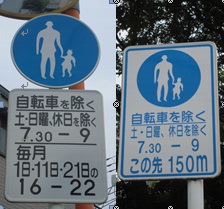 自転車を除く
土・日曜、休日を除く
7.30 - 9
毎月
1日・11日・21日の
16 - 22
自転車を除く
土・日曜、休日を除く
7.30 - 9
この先 150m